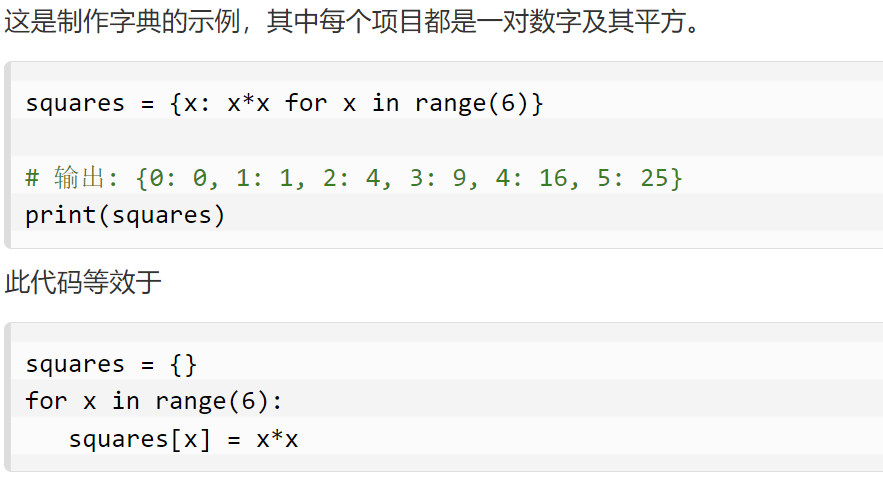 这是制作字典的示例，其中每个项目都是一对数字及其平方。
squares = {x: x*x for x in range(6)}
# 输出: {0: 0, 1: 1, 2: 4, 3: 9, 4: 16, 5: 25}
print(squares)
此代码等效于
squares = {}
for x in range(6):
   squares[x] = x*x